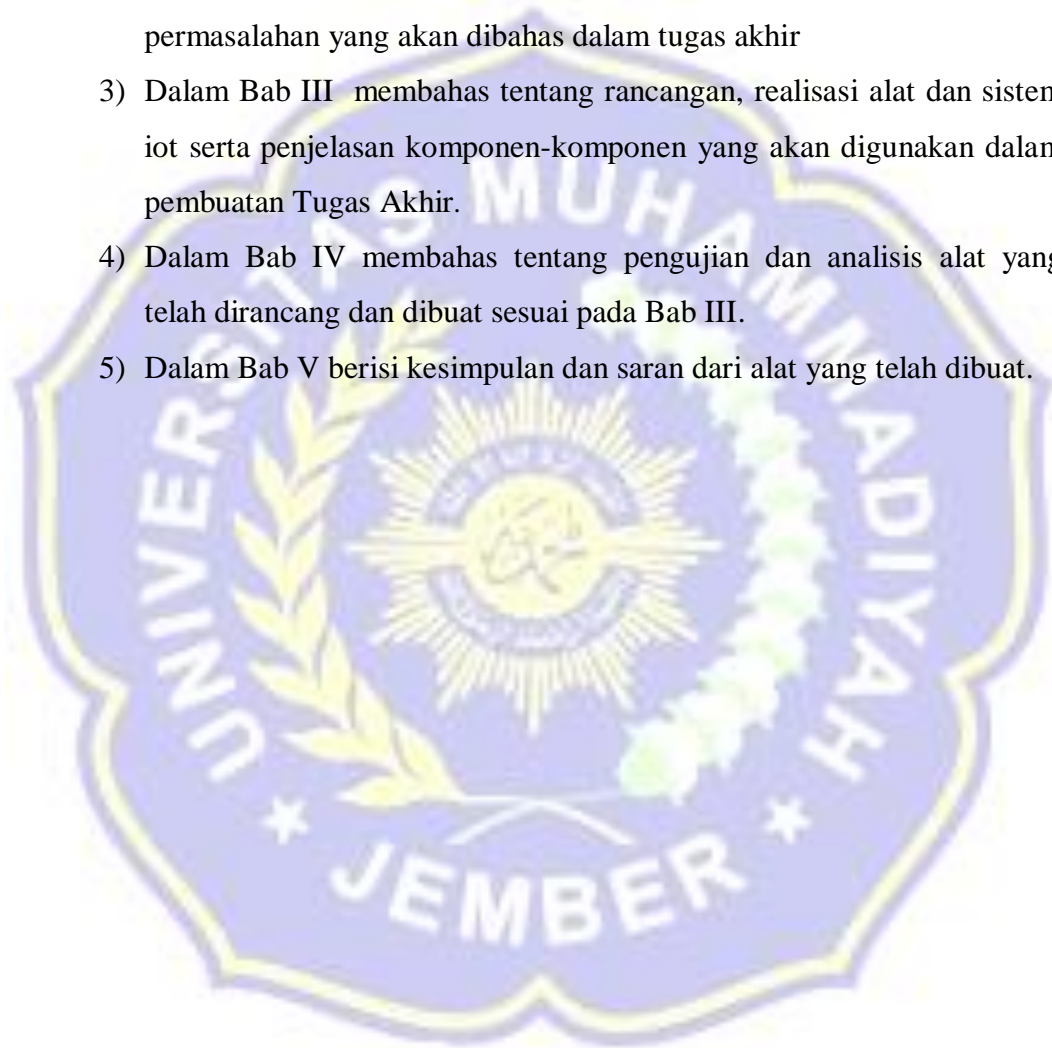 permasalahan yang akan dibahas dalam tugas akhir
3) Dalam Bab III membahas tentang rancangan, realisasi alat dan sisten
iot serta penjelasan komponen-komponen yang akan digunakan dalan
pembuatan Tugas Akhir.
4) Dalam Bab IV membahas tentang pengujian dan analisis alat yang
telah dirancang dan dibuat sesuai pada Bab III.
5) Dalam Bab V berisi kesimpulan dan saran dari alat yang telah dibuat.
UNIVERSITAS MUHAMMADIYAH
JEMBER